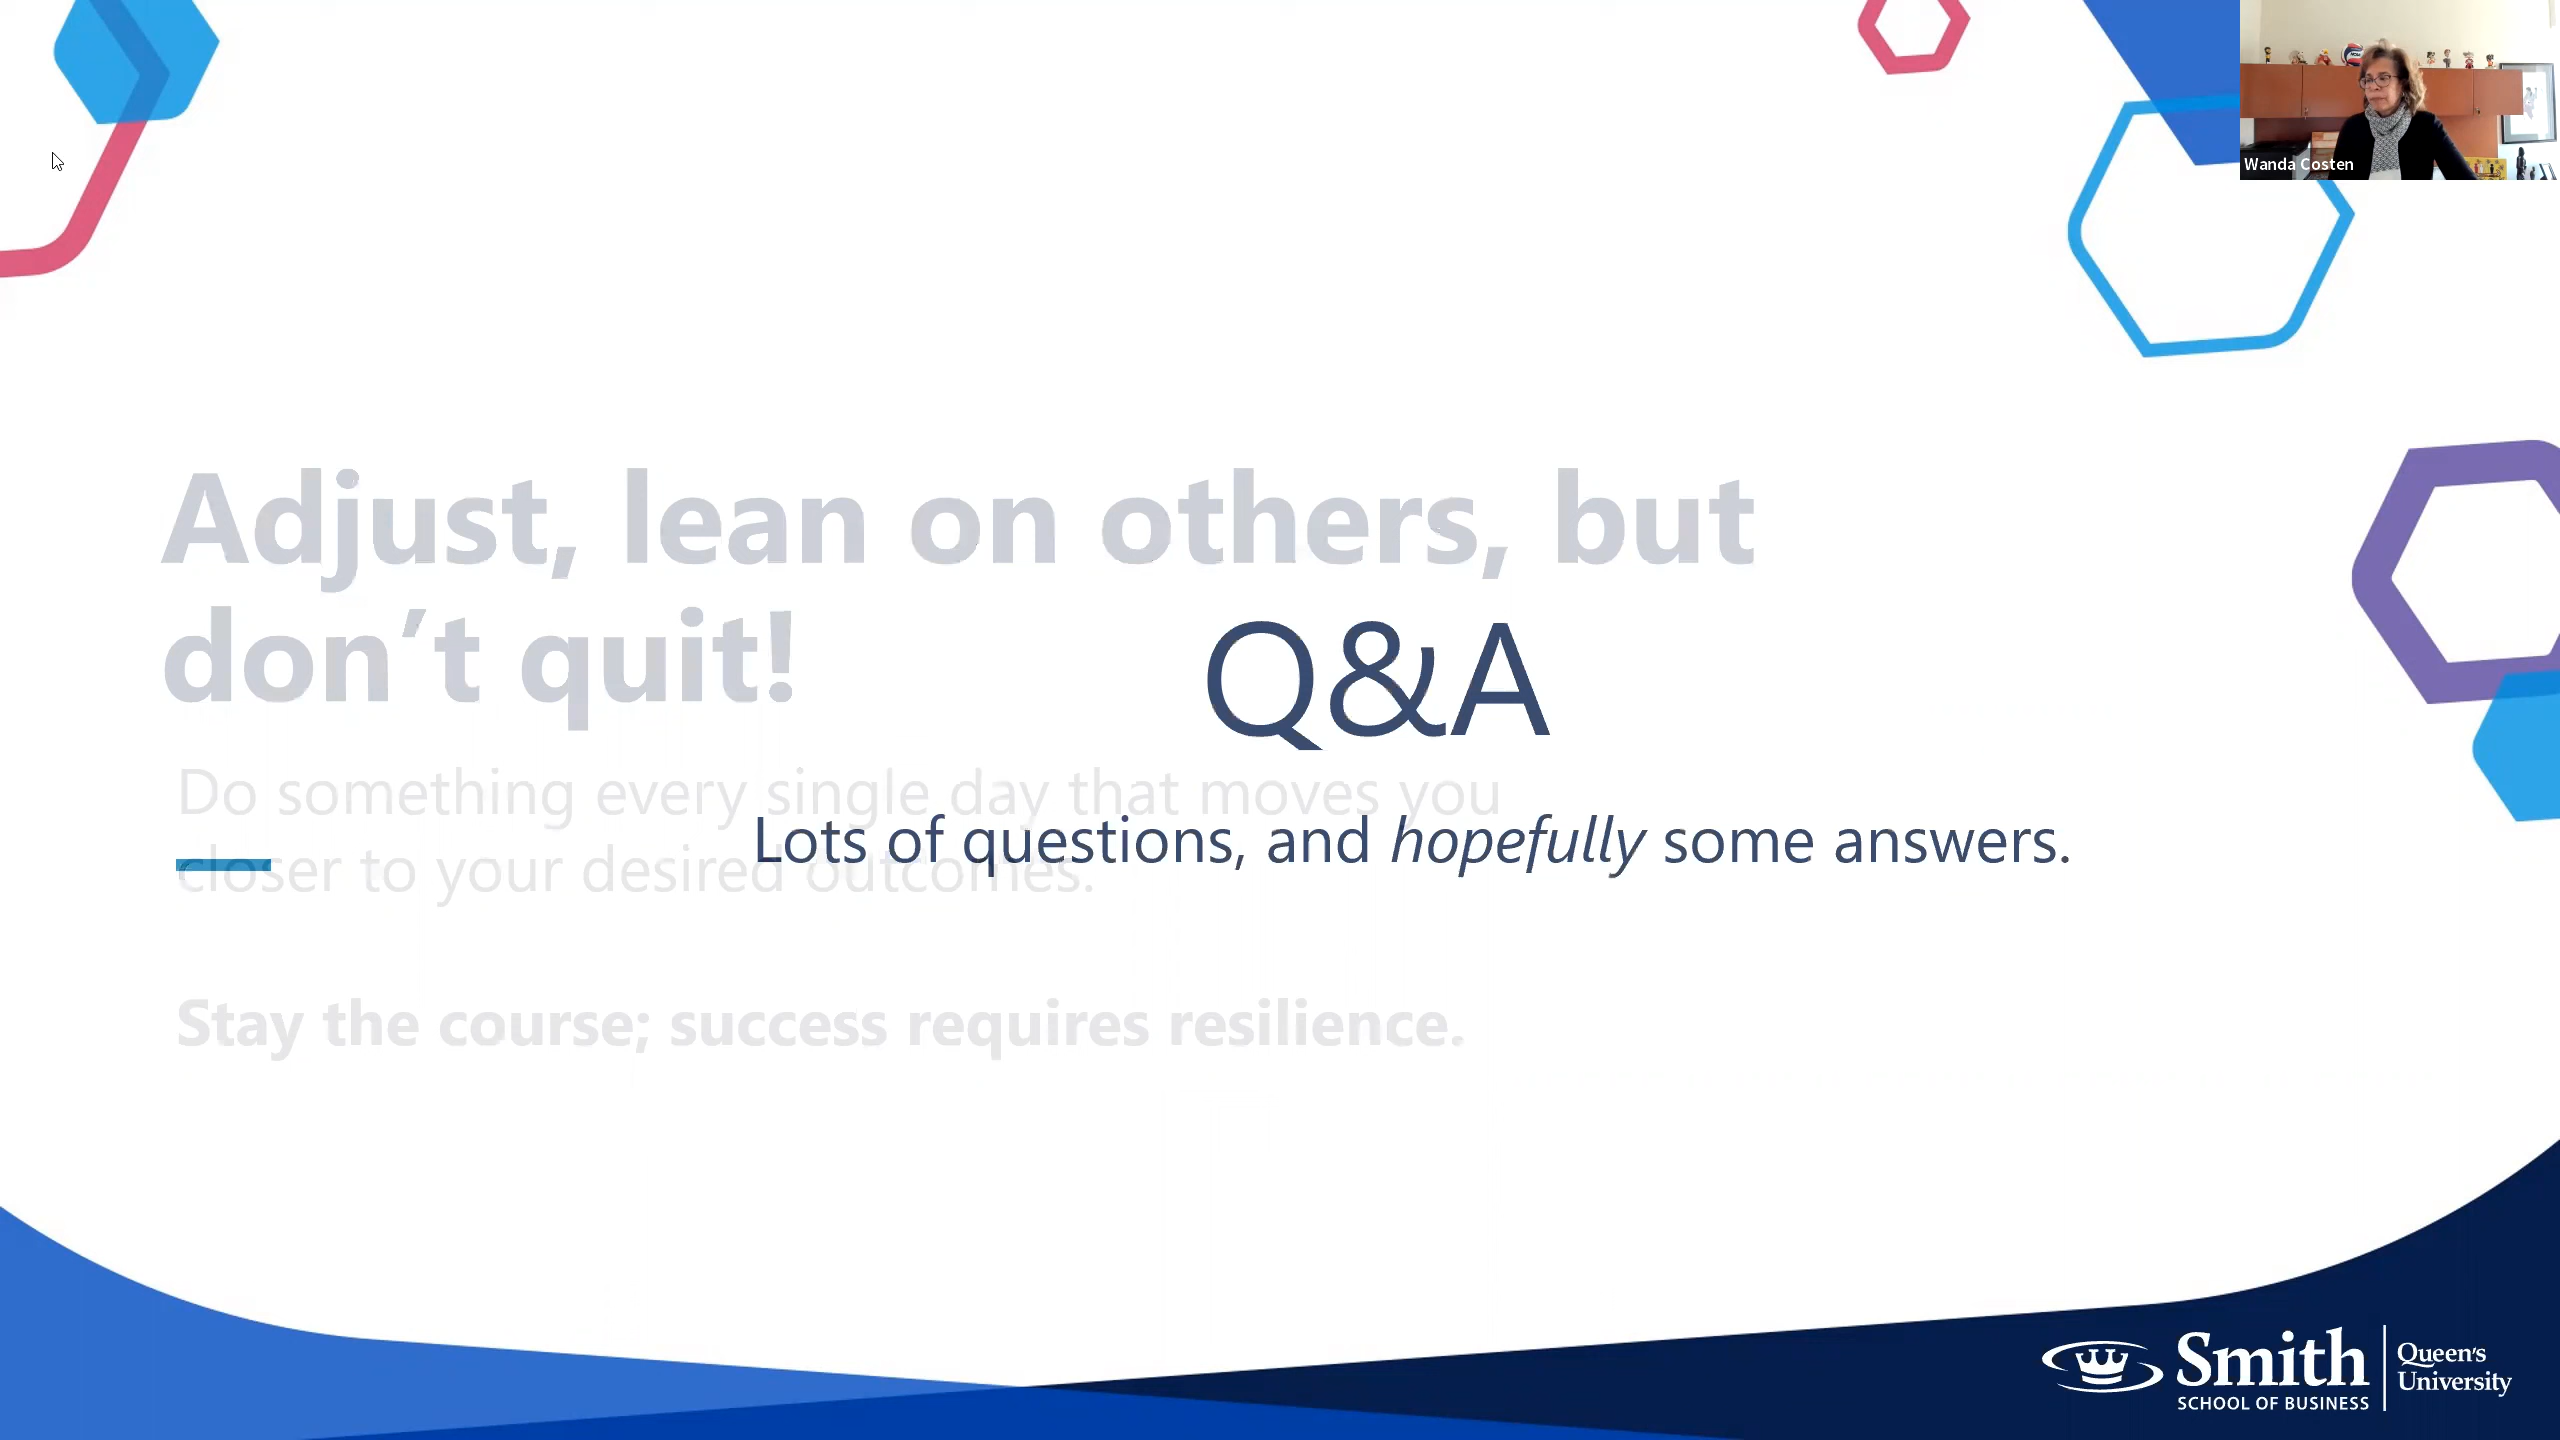 Wanda Costen
Adjust, lean on others, but
don’t quit!
Q&A
Do something every single day that moves you
closer to your desired outcomes.
Lots of questions, and hopefully some answers.
Stay the course; success requires resilience.
Smith
SCHOOL OF BUSINESS
Queen's
University